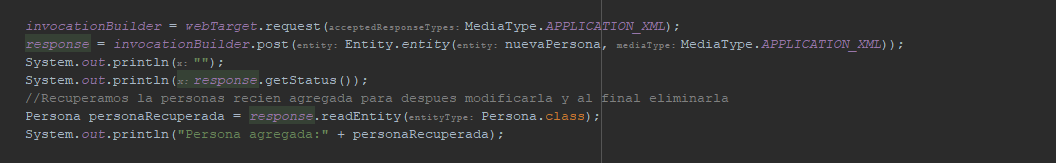 invocationBuilder = webTarget.request( acceptedResponseTypes: MediaType.APPLICATION_XML);
response = invocationBuilder.post( entity: Entity.entity( entity: nuevaPersona, mediaType: MediaType.APPLICATION_XML));
System.out.println( x: "");
System.out.println( x: response.getStatus());
//Recuperamos la personas recien agregada para despues modificarla y al final eliminarla
Persona personaRecuperada = response.readEntity( entityType: Persona.class);
System.out.println("Persona agregada:" + personaRecuperada);